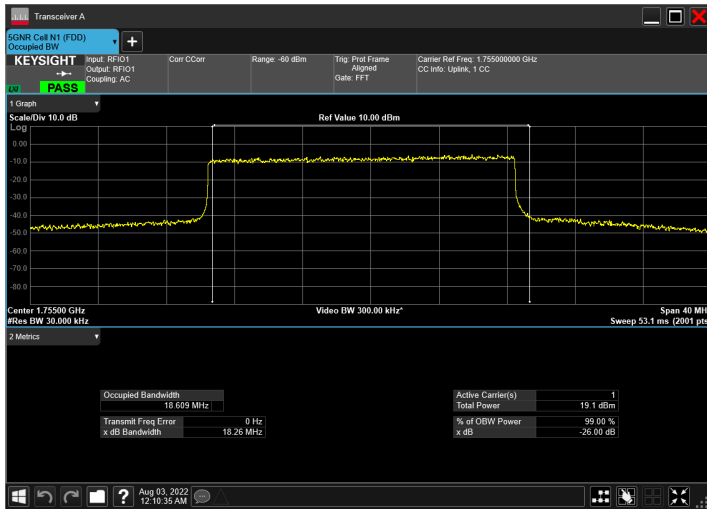 Transceiver A
5GNR Cell N1 (FDD)
Occupied BW
KEYSIGHT
LXI
PASS
Input: RFIO1
Output: RFIO1
Coupling: AC
Corr CCorr
Range: -60 dBm
Trig: Prot Frame
Aligned
Gate: FFT
Carrier Ref Freq: 1.755000000 GHz
CC Info: Uplink, 1 CC
1 Graph
Scale/Div 10.0 dB
Ref Value 10.00 dBm
Log
0.00
-10.0
-20.0
-30.0
-40.0
-50.0
-60.0
-70.0
-80.0
Center 1.75500 GHz
Video BW 300.00 kHz*
Span 40 MH
#Res BW 30.000 kHz
Sweep 53.1 ms (2001 pts
2 Metrics
Occupied Bandwidth
18.609 MHz
Active Carrier(s) 1
Total Power 19.1 dBm
Transmit Freq Error 0 Hz
x dB Bandwidth 18.26 MHz
% of OBW Power 99.00 %
x dB -26.00 dB
?
Aug 03, 2022
12:10:35 AM